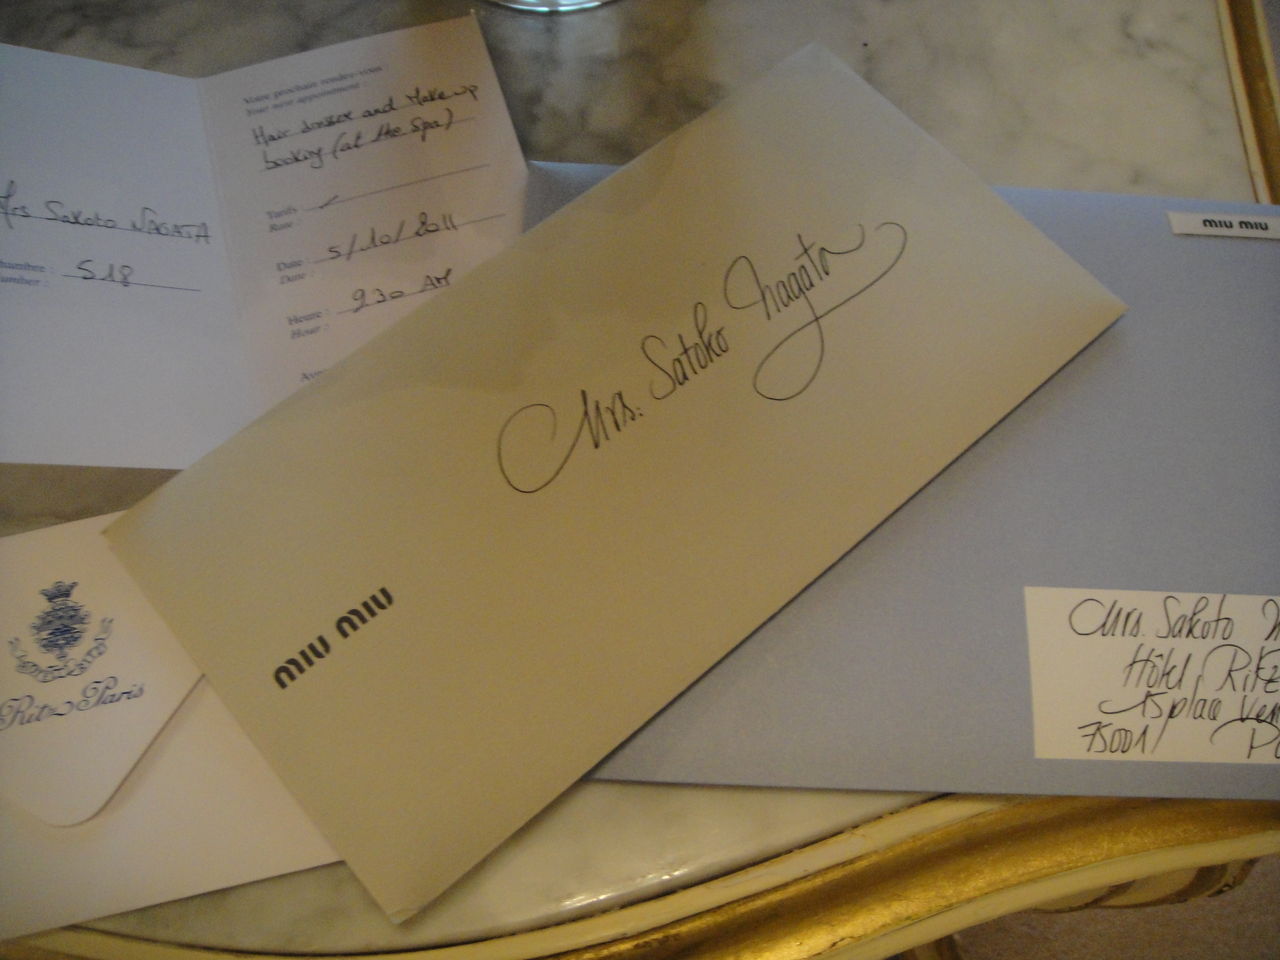 Votre prochain rendez-vous
Your next appointment :
Hair dresser and Make up
booking (at the Spa)
Tarifs
Rate :
Date :
Date : 5/10/2011
Heure :
Hour : 9.30 AM
Mrs Sakoto NAGATA
518
Mrs. Satoko Nagata
MIU MIU
MIU MIU
Mrs. Sakoto
Hôtel Ritz
15 place
75001
Ritz Paris